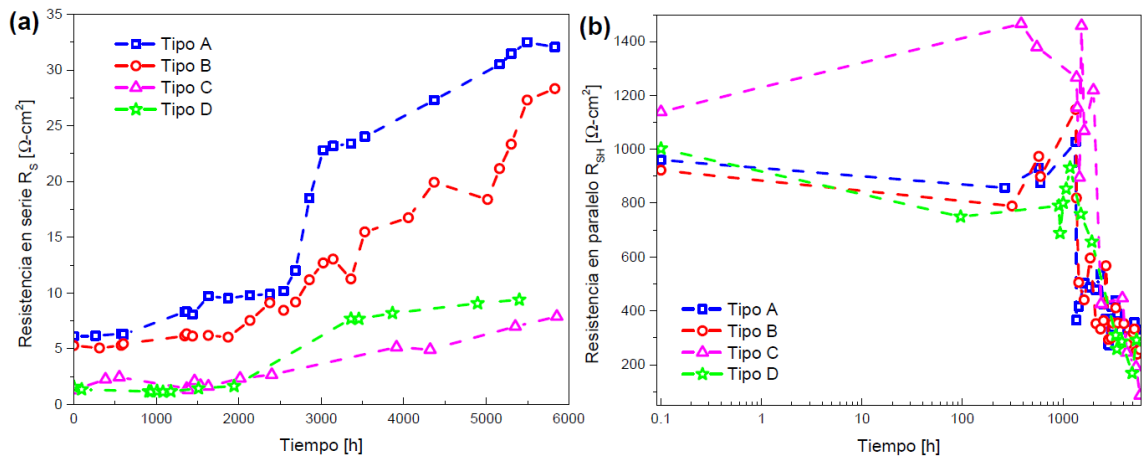 (a)
Resistencia en serie R_S [Ω-cm²]
35
30
25
20
15
10
5
0
Tipo A
Tipo B
Tipo C
Tipo D
0 1000 2000 3000 4000 5000 6000
Tiempo [h]
(b)
Resistencia en paralelo R_SH [Ω-cm²]
1400
1200
1000
800
600
400
200
Tipo A
Tipo B
Tipo C
Tipo D
0.1 1 10 100 1000
Tiempo [h]